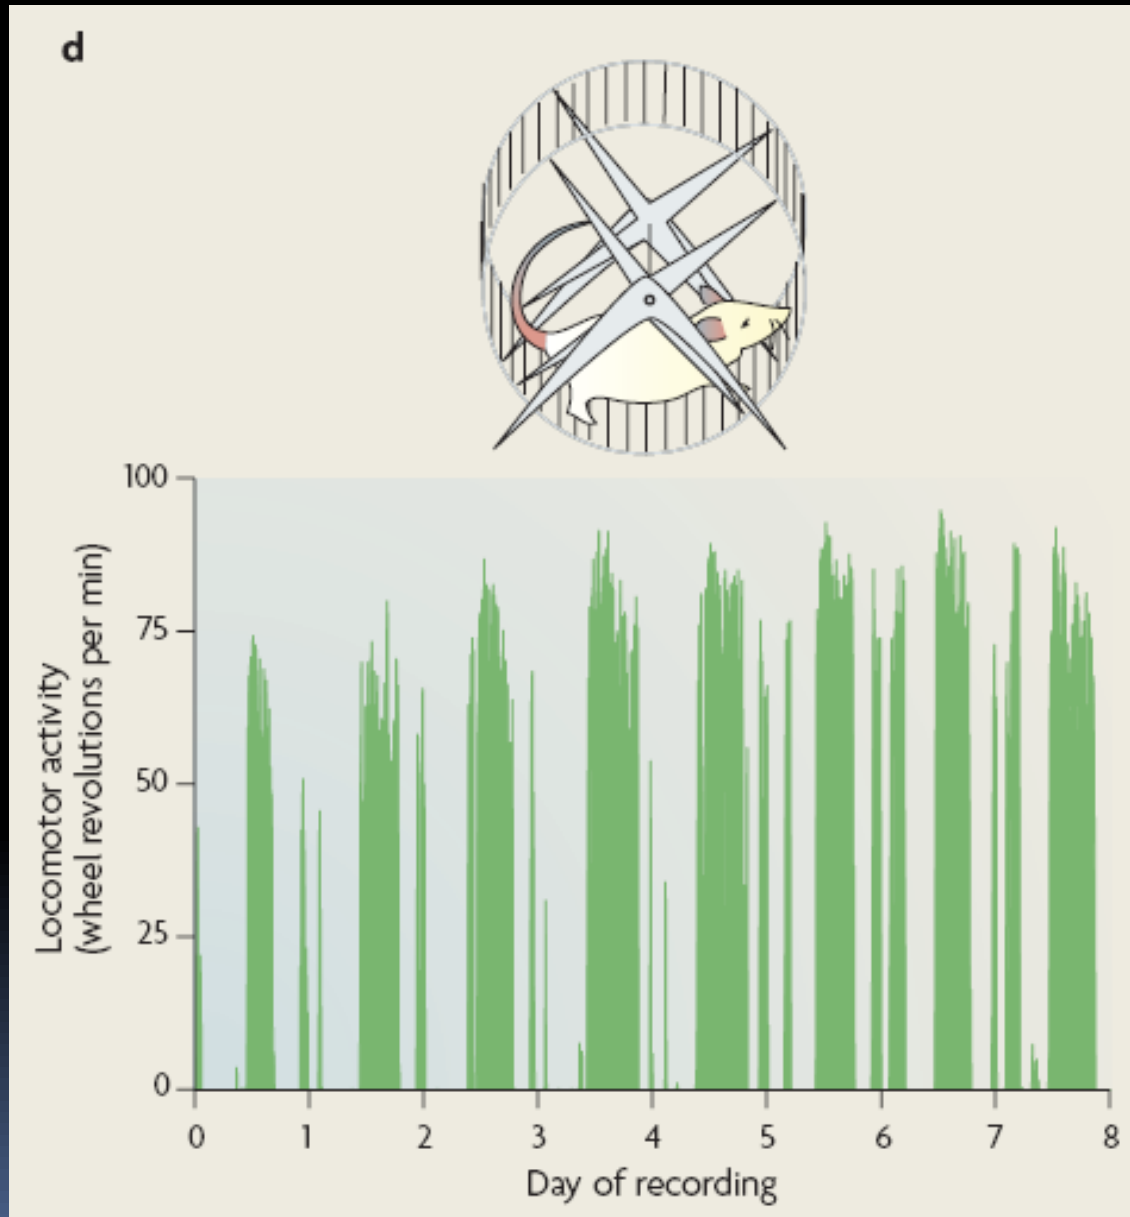 d
100
75
50
25
0
Locomotor activity
(wheel revolutions per min)
0 1 2 3 4 5 6 7 8
Day of recording